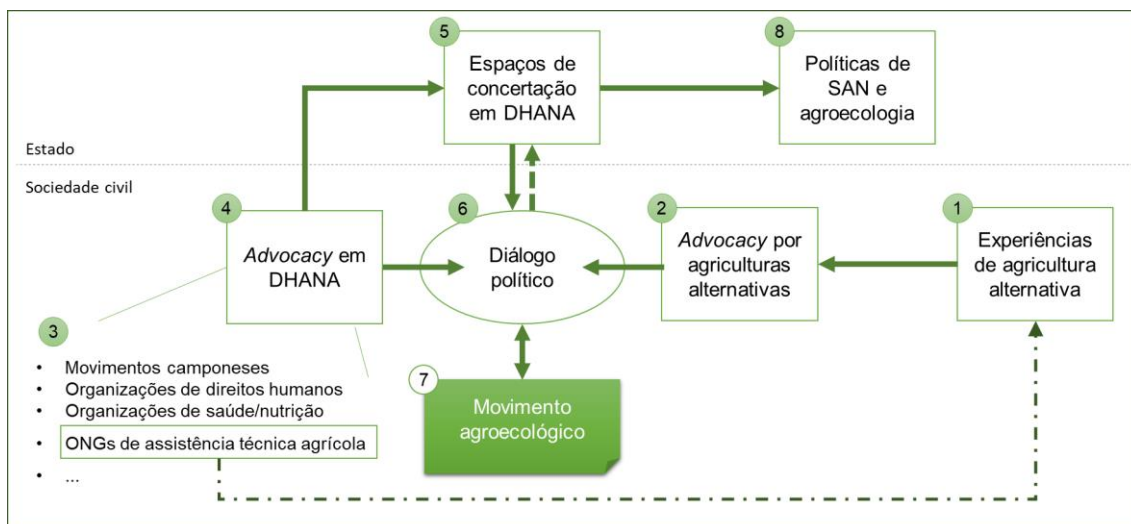 5
Espaços de
concertação
em DHANA
8
Políticas de
SAN e
agroecologia
Estado
Sociedade civil
4
Advocacy em
DHANA
6
Diálogo
político
2
Advocacy por
agriculturas
alternativas
1
Experiências
de agricultura
alternativa
3
• Movimentos camponeses
• Organizações de direitos humanos
• Organizações de saúde/nutrição
• ONGs de assistência técnica agrícola
• ...
7
Movimento
agroecológico